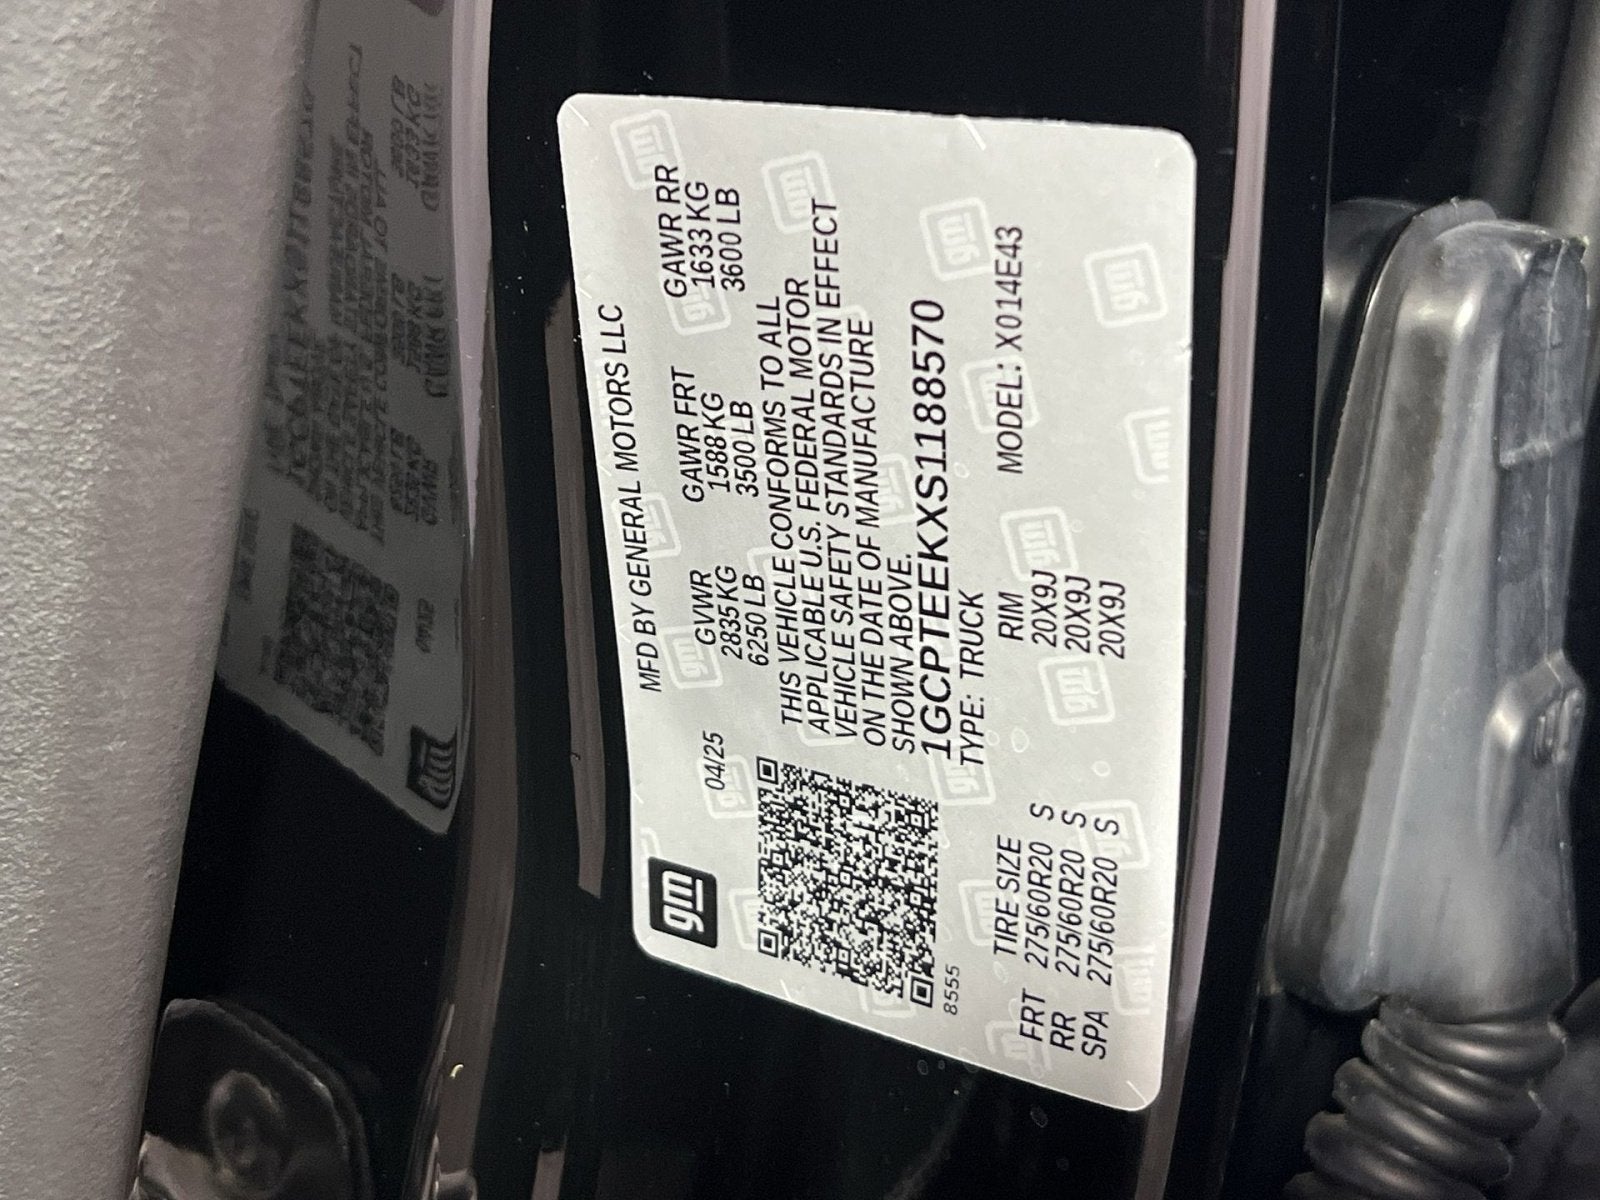 gm
MFD BY GENERAL MOTORS LLC
04/25 GVWR GAWR FRT GAWR RR
2835 KG 1588 KG 1633 KG
6250 LB 3500 LB 3600 LB
THIS VEHICLE CONFORMS TO ALL
APPLICABLE U.S. FEDERAL MOTOR
VEHICLE SAFETY STANDARDS IN EFFECT
ON THE DATE OF MANUFACTURE
SHOWN ABOVE.
1GCPTEEKXS1188570
8555 TYPE: TRUCK
TIRE SIZE RIM MODEL: X014E43
FRT 275/60R20 S 20X9J
RR 275/60R20 S 20X9J
SPA 275/60R20 S 20X9J